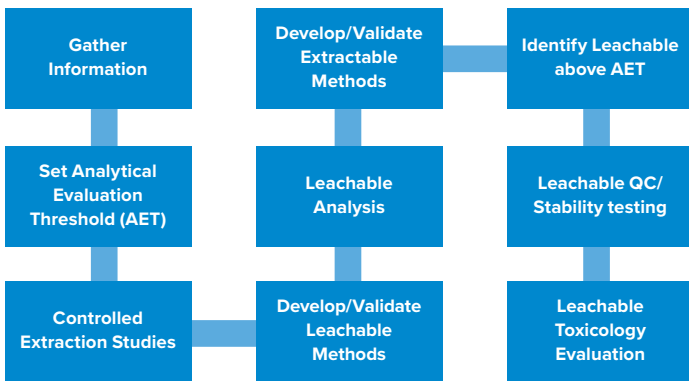 Gather
Information
Set Analytical
Evaluation
Threshold (AET)
Controlled
Extraction Studies
Develop/Validate
Leachable
Methods
Leachable
Analysis
Develop/Validate
Extractable
Methods
Identify Leachable
above AET
Leachable QC/
Stability testing
Leachable
Toxicology
Evaluation